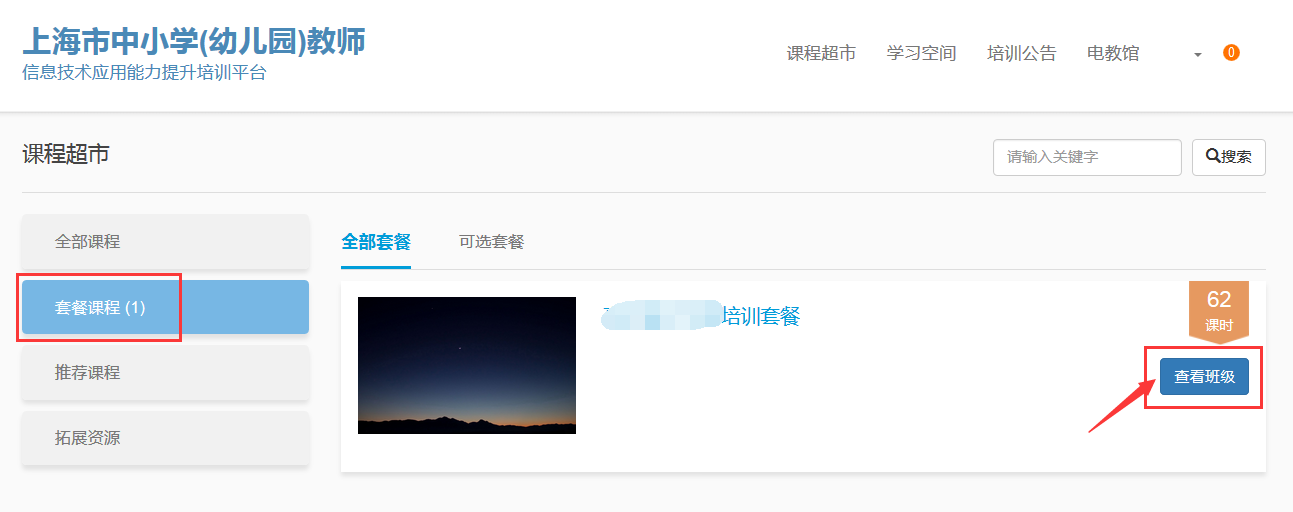 上海市中小学(幼儿园)教师
信息技术应用能力提升培训平台
课程超市 学习空间 培训公告 电教馆 0
课程超市
请输入关键字 搜索
全部课程
套餐课程 (1)
推荐课程
拓展资源
全部套餐 可选套餐
培训套餐
62
课时
查看班级